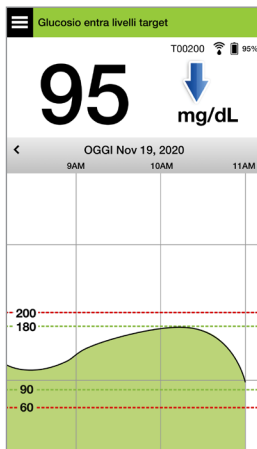 Glucosio entra livelli target
T00200 95%
95
mg/dL
OGGI Nov 19, 2020
9AM 10AM 11AM
200
180
90
60